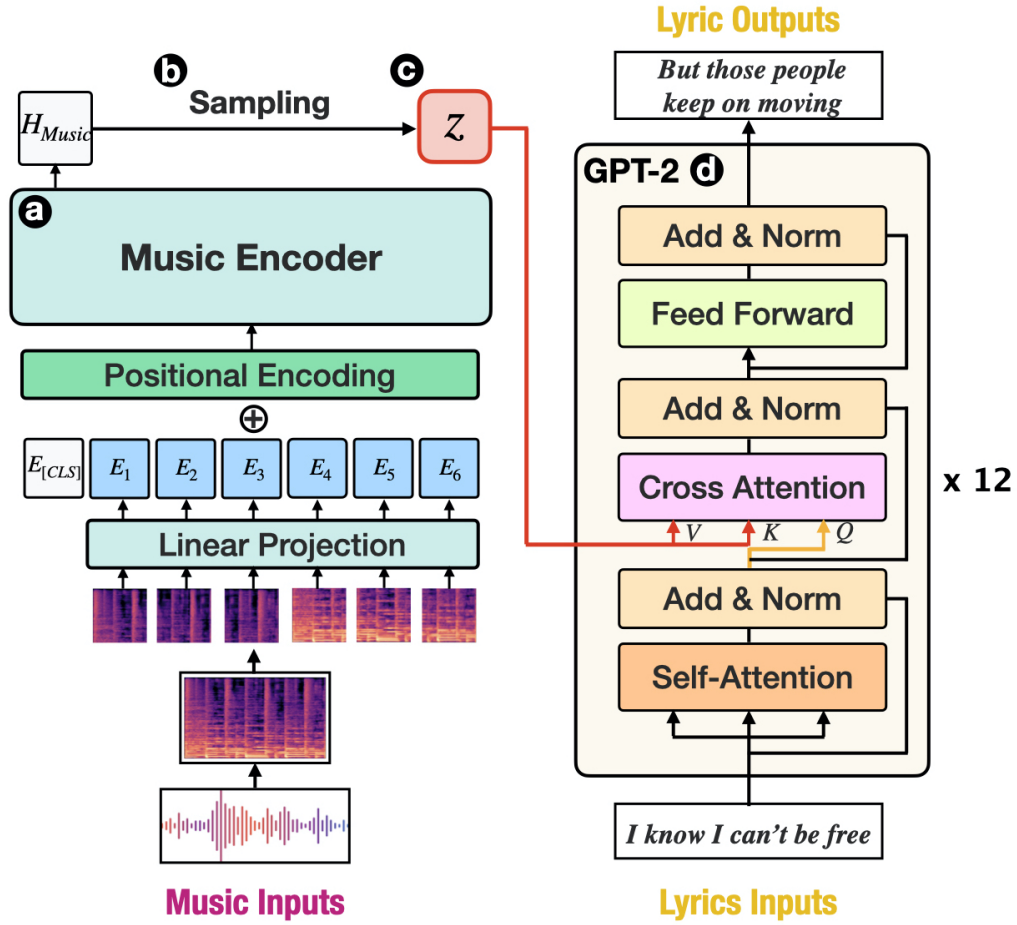 Lyric Outputs
But those people
keep on moving
b
Sampling
c
H_Music
z
a
Music Encoder
Positional Encoding
+
E_[CLS] E_1 E_2 E_3 E_4 E_5 E_6
Linear Projection
Music Inputs
GPT-2 d
Add & Norm
Feed Forward
Add & Norm
Cross Attention
V K Q
Add & Norm
Self-Attention
x 12
I know I can't be free
Lyrics Inputs